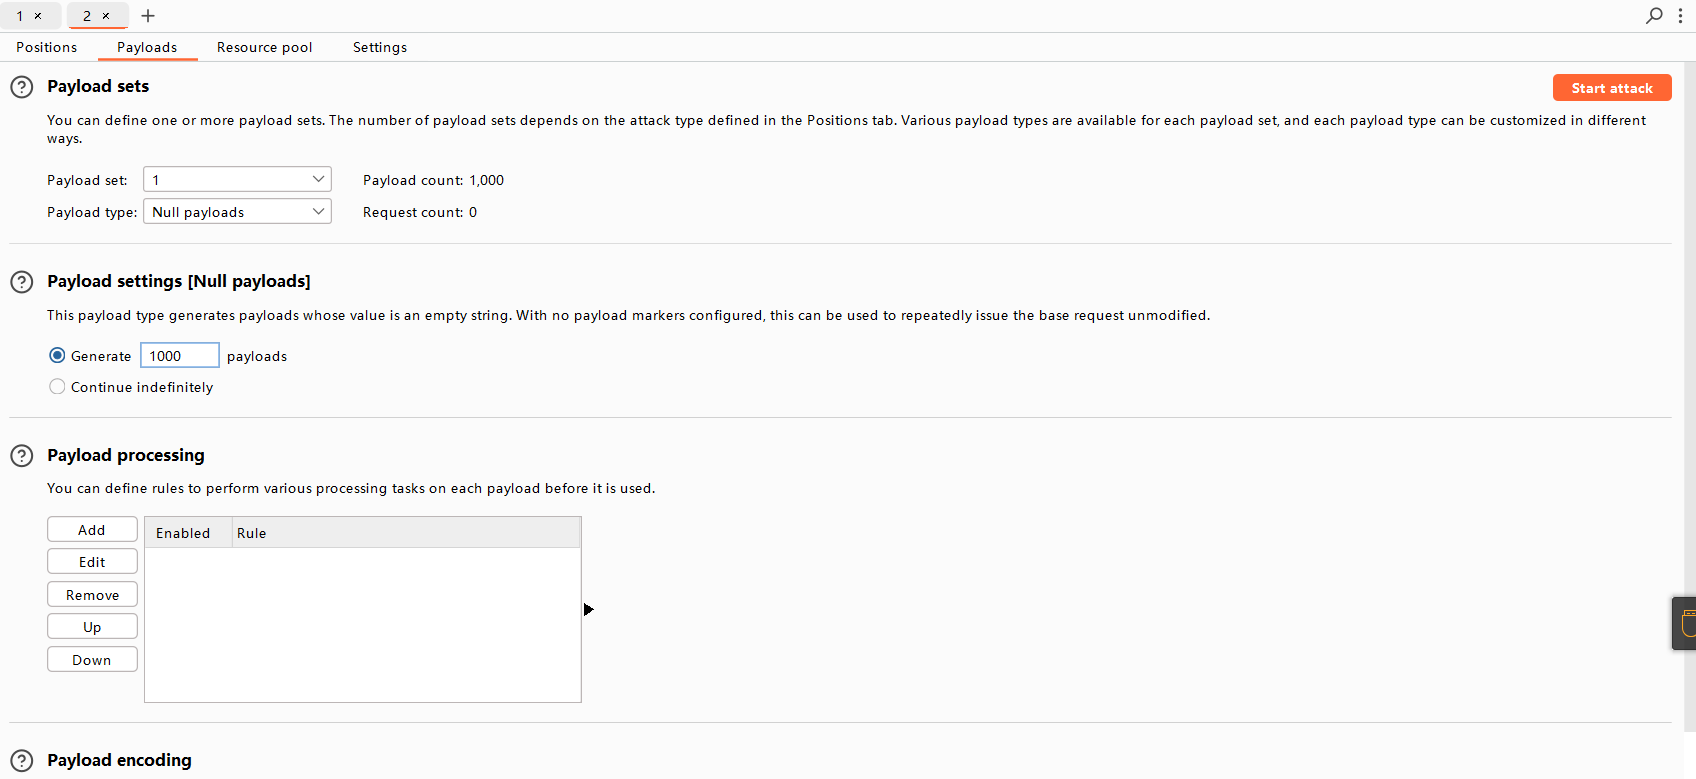 1 × 2 × +
Positions Payloads Resource pool Settings
Payload sets
Start attack
You can define one or more payload sets. The number of payload sets depends on the attack type defined in the Positions tab. Various payload types are available for each payload set, and each payload type can be customized in different
ways.
Payload set: 1 Payload count: 1,000
Payload type: Null payloads Request count: 0
Payload settings [Null payloads]
This payload type generates payloads whose value is an empty string. With no payload markers configured, this can be used to repeatedly issue the base request unmodified.
Generate 1000 payloads
Continue indefinitely
Payload processing
You can define rules to perform various processing tasks on each payload before it is used.
Add
Edit
Remove
Up
Down
Enabled Rule
Payload encoding